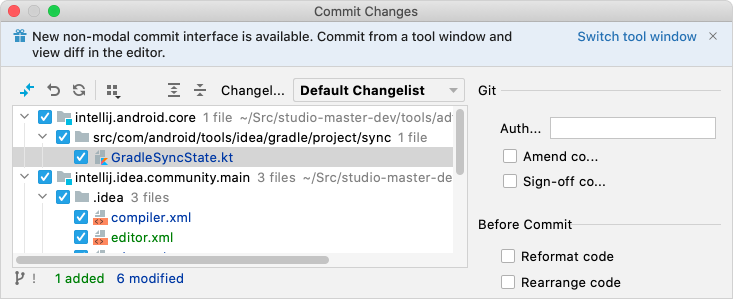 Commit Changes
New non-modal commit interface is available. Commit from a tool window and view diff in the editor.
Switch tool window
Changel... Default Changelist
intellij.android.core 1 file ~/Src/studio-master-dev/tools/ad
src/com/android/tools/idea/gradle/project/sync 1 file
GradleSyncState.kt
intellij.idea.community.main 3 files ~/Src/studio-master-de
.idea 3 files
compiler.xml
editor.xml
! 1 added 6 modified
Git
Auth...
Amend co...
Sign-off co...
Before Commit
Reformat code
Rearrange code